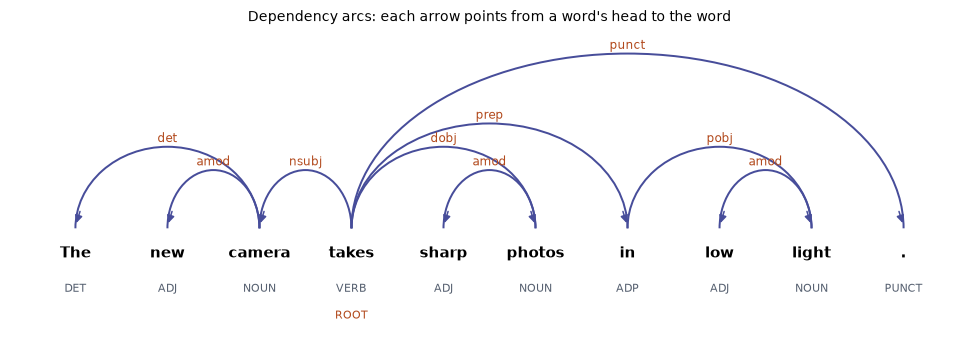 Dependency arcs: each arrow points from a word's head to the word
punct
prep
det dobj pobj
amod nsubj amod amod
The new camera takes sharp photos in low light .
DET ADJ NOUN VERB ADJ NOUN ADP ADJ NOUN PUNCT
ROOT